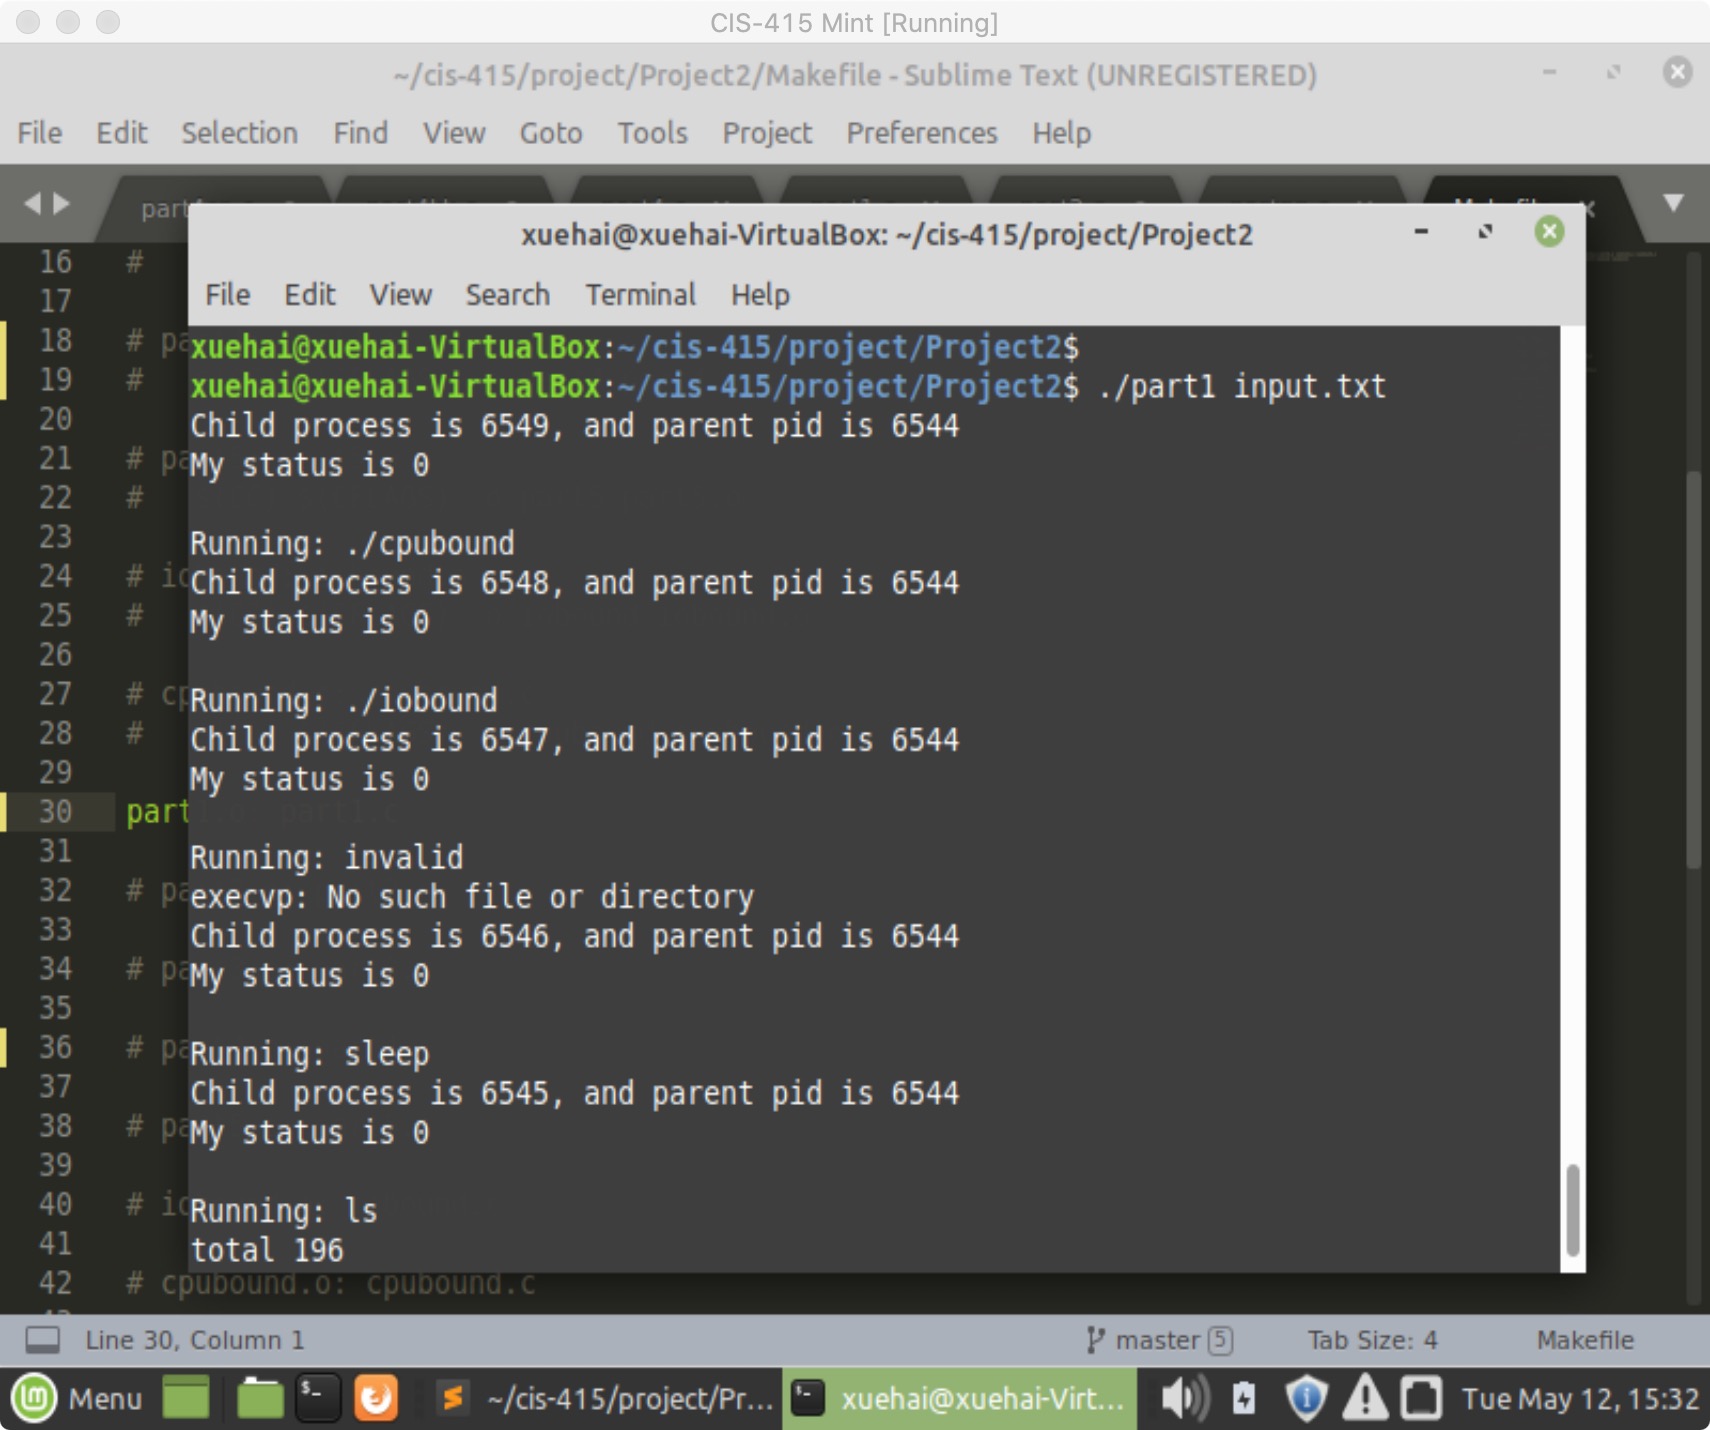 CIS-415 Mint [Running]
~/cis-415/project/Project2/Makefile - Sublime Text (UNREGISTERED)
File Edit Selection Find View Goto Tools Project Preferences Help
xuehai@xuehai-VirtualBox: ~/cis-415/project/Project2
File Edit View Search Terminal Help
xuehai@xuehai-VirtualBox:~/cis-415/project/Project2$
xuehai@xuehai-VirtualBox:~/cis-415/project/Project2$ ./part1 input.txt
Child process is 6549, and parent pid is 6544
My status is 0
Running: ./cpubound
Child process is 6548, and parent pid is 6544
My status is 0
Running: ./iobound
Child process is 6547, and parent pid is 6544
My status is 0
Running: invalid
execvp: No such file or directory
Child process is 6546, and parent pid is 6544
My status is 0
Running: sleep
Child process is 6545, and parent pid is 6544
My status is 0
Running: ls
total 196
16 #
17
18 #
19 #
20
21 #
22 #
23
24 #
25 #
26
27 #
28 #
29
30 part
31
32 #
33
34 #
35
36 #
37
38 #
39
40 #
41
42 # cpubound.o: cpubound.c
Line 30, Column 1 master 5 Tab Size: 4 Makefile
Menu ~/cis-415/project/Pr... xuehai@xuehai-Virt... Tue May 12, 15:32